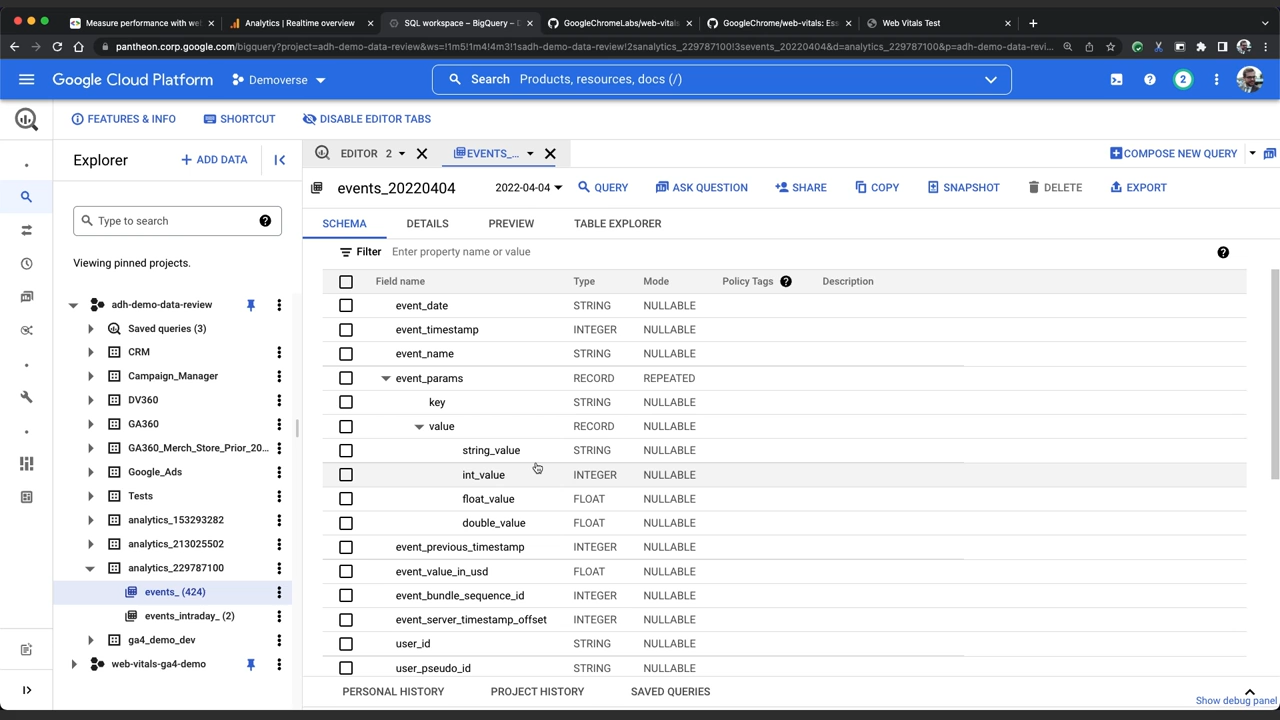 Measure performance with web
Analytics | Realtime overview
SQL workspace – BigQuery – D
GoogleChromeLabs/web-vitals
GoogleChrome/web-vitals: Ess
Web Vitals Test
pantheon.corp.google.com/bigquery?project=adh-demo-data-review&ws=!1m5!1m4!4m3!1sadh-demo-data-review!2sanalytics_229787100!3sevents_20220404&d=analytics_229787100&p=adh-demo-data-revi...
Google Cloud Platform
Demoverse
Search Products, resources, docs (/)
2
FEATURES & INFO
SHORTCUT
DISABLE EDITOR TABS
Explorer
+ ADD DATA
Type to search
Viewing pinned projects.
adh-demo-data-review
Saved queries (3)
CRM
Campaign_Manager
DV360
GA360
GA360_Merch_Store_Prior_20...
Google_Ads
Tests
analytics_153293282
analytics_213025502
analytics_229787100
events_ (424)
events_intraday_ (2)
ga4_demo_dev
web-vitals-ga4-demo
EDITOR 2
EVENTS_...
COMPOSE NEW QUERY
events_20220404
2022-04-04
QUERY
ASK QUESTION
SHARE
COPY
SNAPSHOT
DELETE
EXPORT
SCHEMA
DETAILS
PREVIEW
TABLE EXPLORER
Filter Enter property name or value
Field name Type Mode Policy Tags Description
event_date STRING NULLABLE
event_timestamp INTEGER NULLABLE
event_name STRING NULLABLE
event_params RECORD REPEATED
key STRING NULLABLE
value RECORD NULLABLE
string_value STRING NULLABLE
int_value INTEGER NULLABLE
float_value FLOAT NULLABLE
double_value FLOAT NULLABLE
event_previous_timestamp INTEGER NULLABLE
event_value_in_usd FLOAT NULLABLE
event_bundle_sequence_id INTEGER NULLABLE
event_server_timestamp_offset INTEGER NULLABLE
user_id STRING NULLABLE
user_pseudo_id STRING NULLABLE
PERSONAL HISTORY
PROJECT HISTORY
SAVED QUERIES
Show debug panel